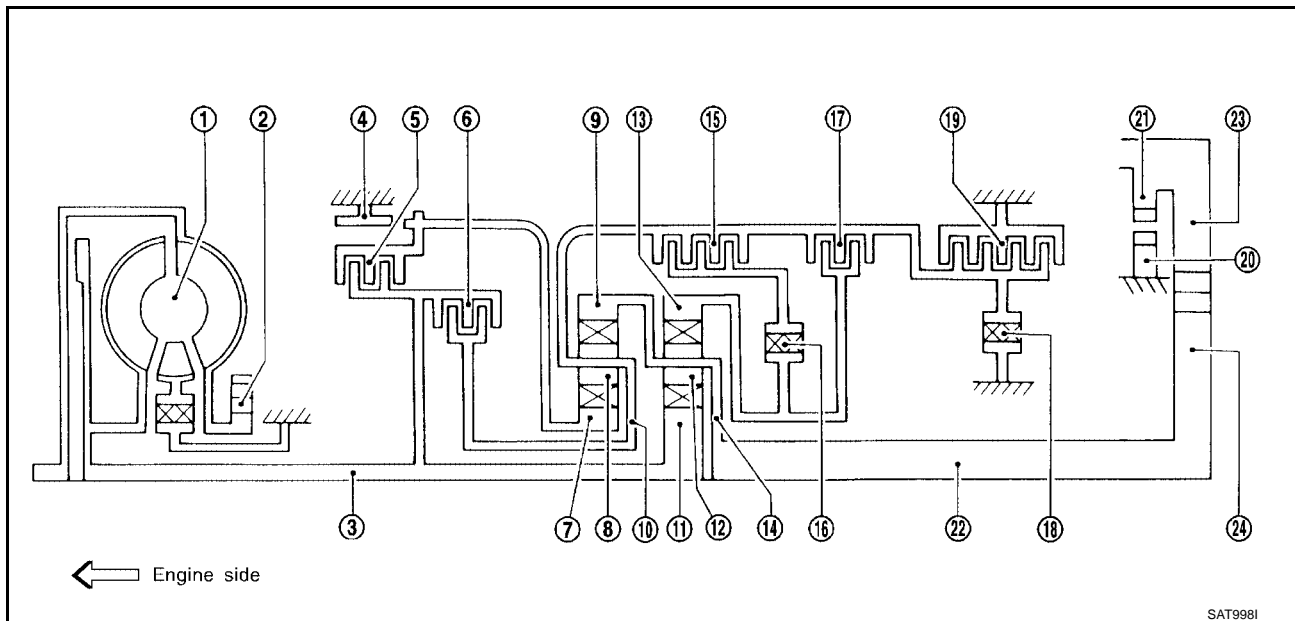 ① ② ④ ⑤ ⑥ ⑨ ⑬ ⑮ ⑰ ⑲ ㉑ ㉓
⑳
③ ⑦ ⑧ ⑩ ⑪ ⑫ ⑭ ⑯ ㉒ ⑱ ㉔
Engine side
SAT998I